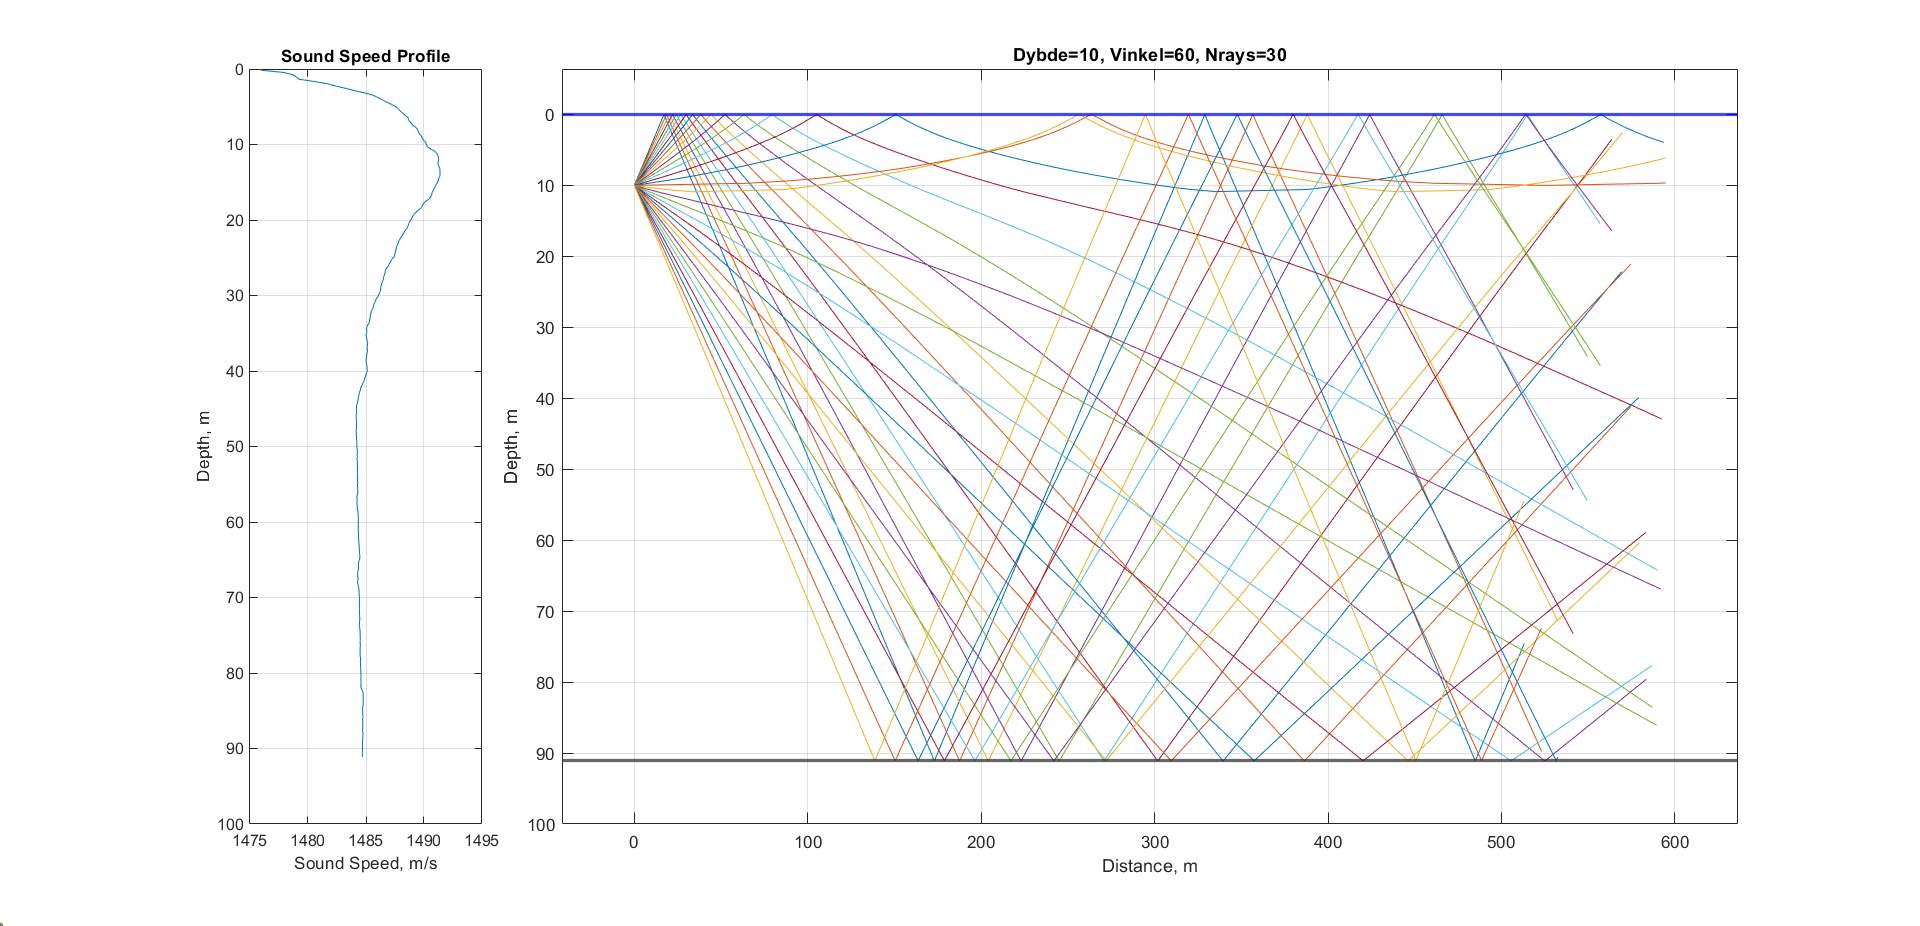 Sound Speed Profile
0
10
20
30
40
50
60
70
80
90
100
1475 1480 1485 1490 1495
Depth, m
Sound Speed, m/s
Dybde=10, Vinkel=60, Nrays=30
0
10
20
30
40
50
60
70
80
90
100
0 100 200 300 400 500 600
Depth, m
Distance, m